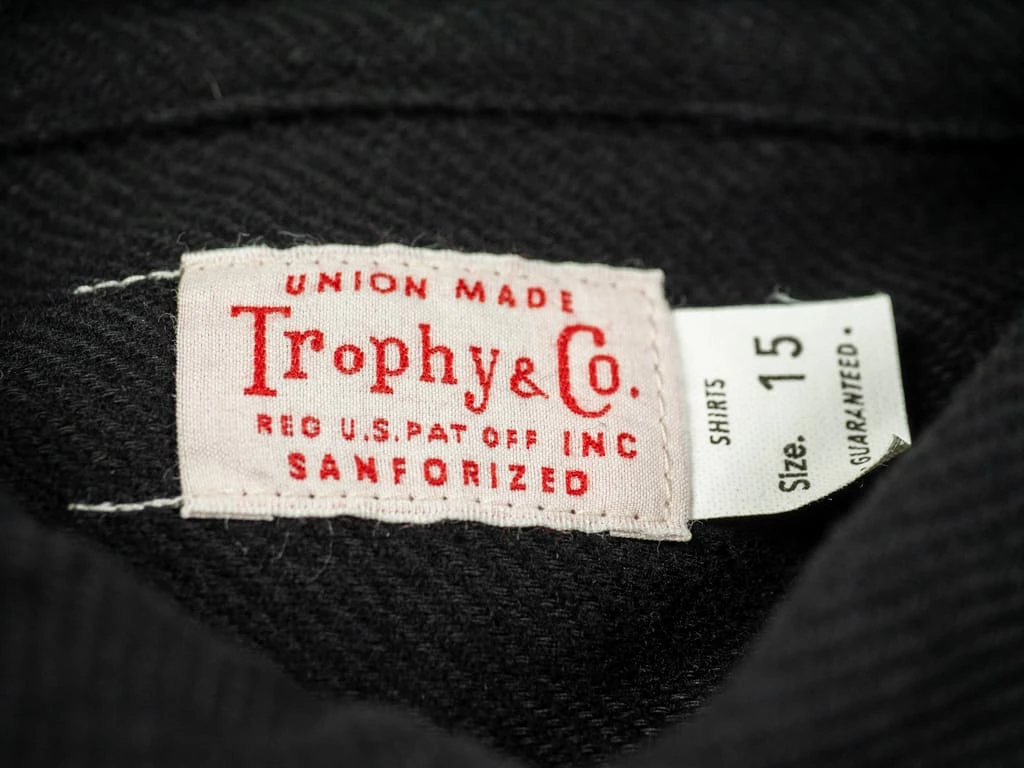 UNION MADE
Trophy & Co.
REG U.S. PAT OFF INC
SANFORIZED
SHIRTS
Size. 15
GUARANTEED.